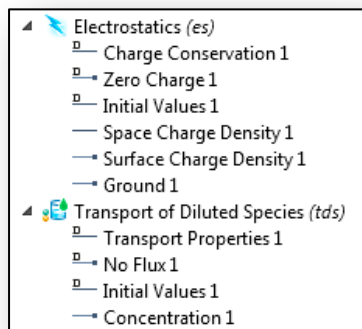 Electrostatics (es)
D Charge Conservation 1
D Zero Charge 1
D Initial Values 1
Space Charge Density 1
Surface Charge Density 1
Ground 1
Transport of Diluted Species (tds)
D Transport Properties 1
D No Flux 1
D Initial Values 1
Concentration 1